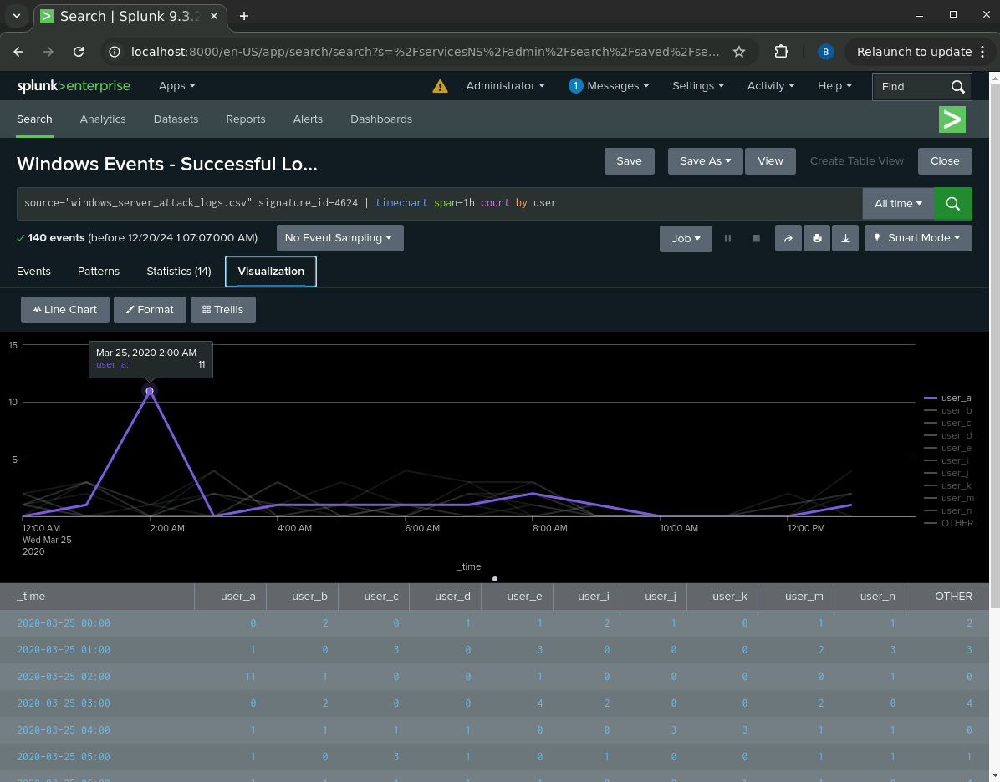 Search | Splunk 9.3.2
localhost:8000/en-US/app/search/search?s=%2FservicesNS%2Fadmin%2Fsearch%2Fsaved%2Fse...
B
Relaunch to update
splunk>enterprise
Apps
Administrator
1 Messages
Settings
Activity
Help
Find
Search
Analytics
Datasets
Reports
Alerts
Dashboards
Windows Events - Successful Lo...
Save
Save As
View
Create Table View
Close
source="windows_server_attack_logs.csv" signature_id=4624 | timechart span=1h count by user
All time
140 events (before 12/20/24 1:07:07.000 AM)
No Event Sampling
Job
Smart Mode
Events
Patterns
Statistics (14)
Visualization
Line Chart
Format
Trellis
15
10
5
Mar 25, 2020 2:00 AM
user_a: 11
12:00 AM
Wed Mar 25
2020
2:00 AM
4:00 AM
6:00 AM
8:00 AM
10:00 AM
12:00 PM
_time
user_a
user_b
user_c
user_d
user_e
user_i
user_j
user_k
user_m
user_n
OTHER
_time user_a user_b user_c user_d user_e user_i user_j user_k user_m user_n OTHER
2020-03-25 00:00 0 2 0 1 1 2 1 0 1 1 2
2020-03-25 01:00 1 0 3 0 3 0 0 0 2 3 3
2020-03-25 02:00 11 1 0 0 1 0 0 0 0 1 0
2020-03-25 03:00 0 2 0 0 4 2 0 0 2 0 4
2020-03-25 04:00 1 1 1 1 0 0 3 3 1 1 0
2020-03-25 05:00 1 0 3 1 0 1 0 0 1 1 1